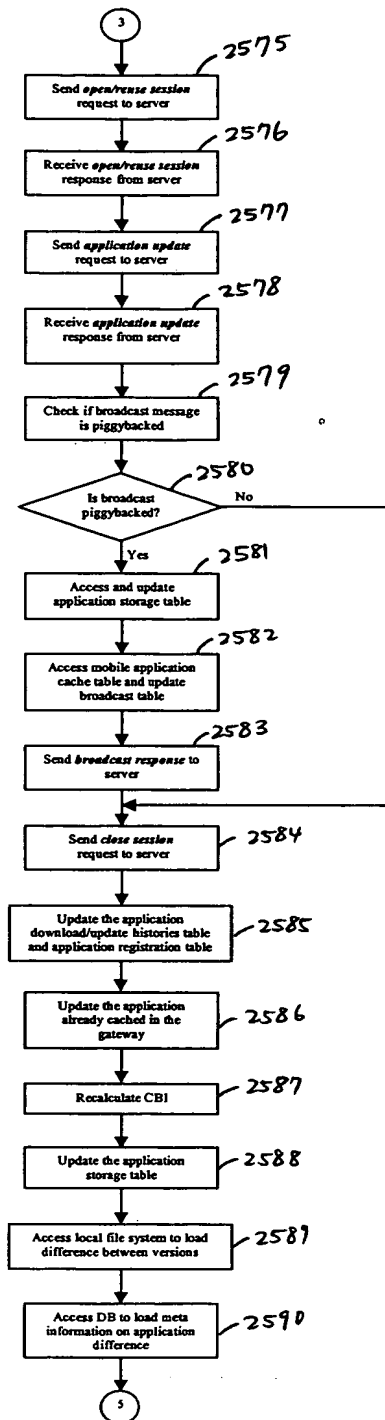 3
2575
Send open/reuse session
request to server
2576
Receive open/reuse session
response from server
2577
Send application update
request to server
2578
Receive application update
response from server
2579
Check if broadcast message
is piggybacked
2580
Is broadcast
piggybacked?
No
Yes
2581
Access and update
application storage table
2582
Access mobile application
cache table and update
broadcast table
2583
Send broadcast response to
server
Send close session
request to server
2584
Update the application
download/update histories table
and application registration table
2585
Update the application
already cached in the
gateway
2586
Recalculate CBI
2587
Update the application
storage table
2588
Access local file system to load
difference between versions
2589
Access DB to load meta
information on application
difference
2590
5